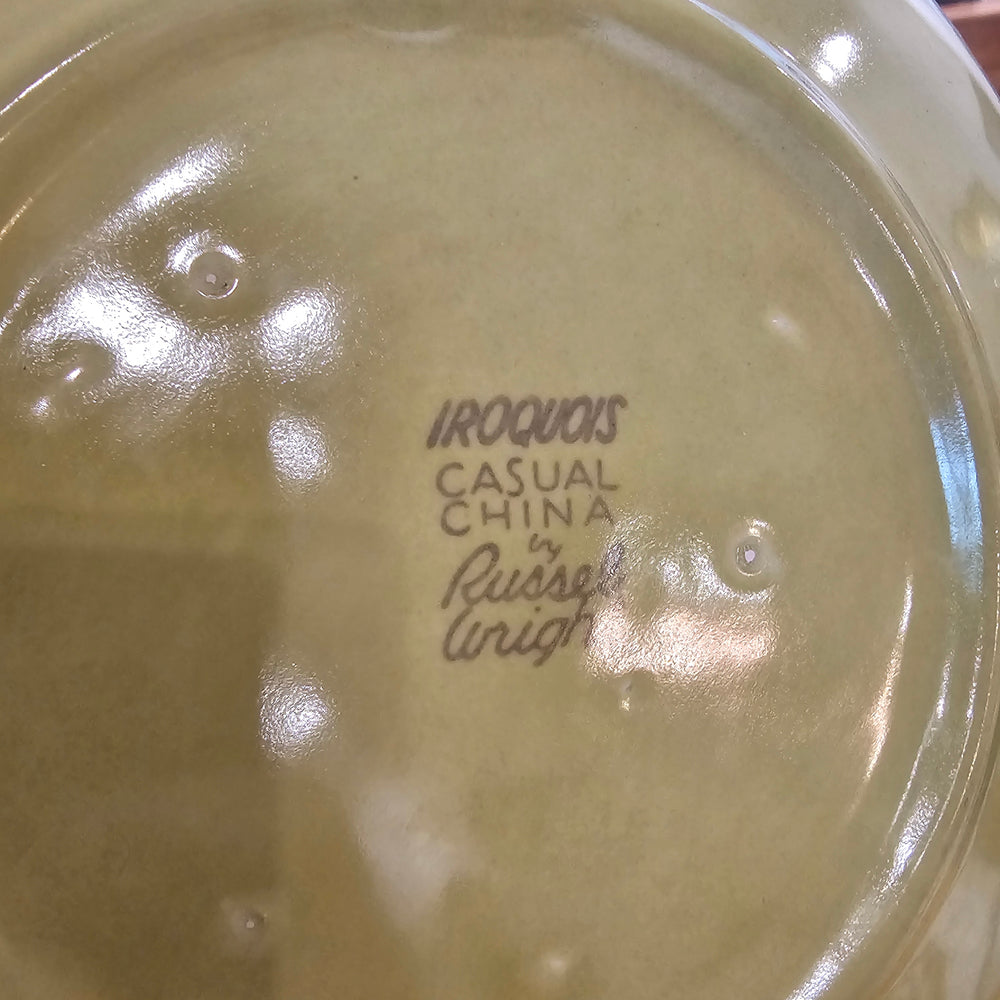 IROQUOIS
CASUAL
CHINA
by
Russel
Wright